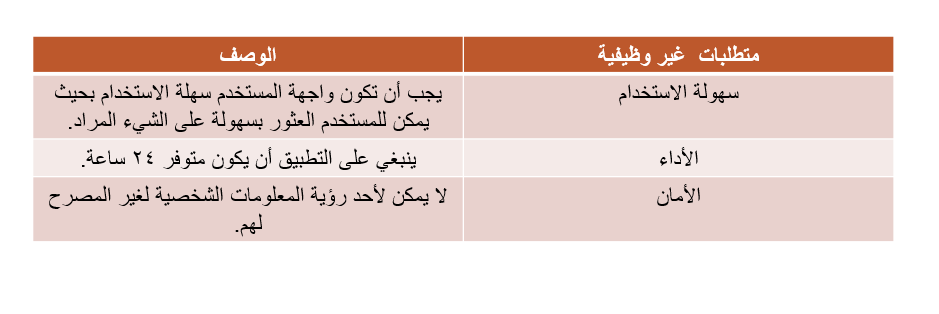 متطلبات غير وظيفية
الوصف
سهولة الاستخدام
يجب أن تكون واجهة المستخدم سهلة الاستخدام بحيث
يمكن للمستخدم العثور بسهولة على الشيء المراد.
الأداء
ينبغي على التطبيق أن يكون متوفر ٢٤ ساعة.
الأمان
لا يمكن لأحد رؤية المعلومات الشخصية لغير المصرح
لهم.